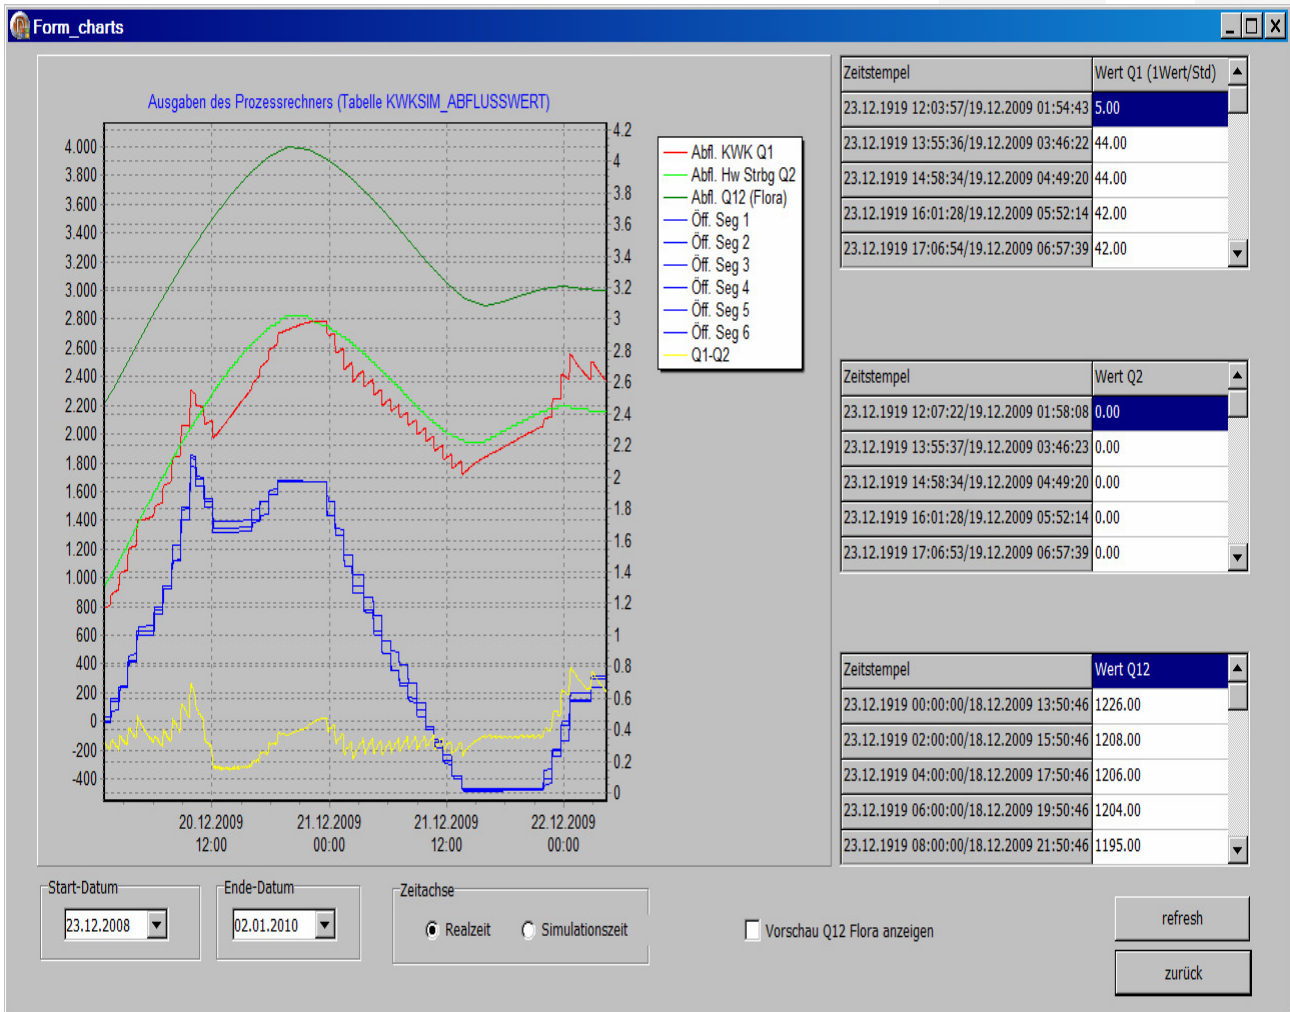 Form_charts
Ausgaben des Prozessrechners (Tabelle KWKSIM_ABFLUSSWERT)
4.000
3.800
3.600
3.400
3.200
3.000
2.800
2.600
2.400
2.200
2.000
1.800
1.600
1.400
1.200
1.000
800
600
400
200
0
-200
-400
4.2
4
3.8
3.6
3.4
3.2
3
2.8
2.6
2.4
2.2
2
1.8
1.6
1.4
1.2
1
0.8
0.6
0.4
0.2
0
20.12.2009 21.12.2009 21.12.2009 22.12.2009
12:00 00:00 12:00 00:00
Abfl. KWK Q1
Abfl. Hw Strbg Q2
Abfl. Q12 (Flora)
Öff. Seg 1
Öff. Seg 2
Öff. Seg 3
Öff. Seg 4
Öff. Seg 5
Öff. Seg 6
Q1-Q2
Zeitstempel Wert Q1 (1Wert/Std)
23.12.1919 12:03:57/19.12.2009 01:54:43 5.00
23.12.1919 13:55:36/19.12.2009 03:46:22 44.00
23.12.1919 14:58:34/19.12.2009 04:49:20 44.00
23.12.1919 16:01:28/19.12.2009 05:52:14 42.00
23.12.1919 17:06:54/19.12.2009 06:57:39 42.00
Zeitstempel Wert Q2
23.12.1919 12:07:22/19.12.2009 01:58:08 0.00
23.12.1919 13:55:37/19.12.2009 03:46:23 0.00
23.12.1919 14:58:34/19.12.2009 04:49:20 0.00
23.12.1919 16:01:28/19.12.2009 05:52:14 0.00
23.12.1919 17:06:53/19.12.2009 06:57:39 0.00
Zeitstempel Wert Q12
23.12.1919 00:00:00/18.12.2009 13:50:46 1226.00
23.12.1919 02:00:00/18.12.2009 15:50:46 1208.00
23.12.1919 04:00:00/18.12.2009 17:50:46 1206.00
23.12.1919 06:00:00/18.12.2009 19:50:46 1204.00
23.12.1919 08:00:00/18.12.2009 21:50:46 1195.00
Start-Datum
23.12.2008
Ende-Datum
02.01.2010
Zeitachse
Realzeit Simulationszeit
Vorschau Q12 Flora anzeigen
refresh
zurück